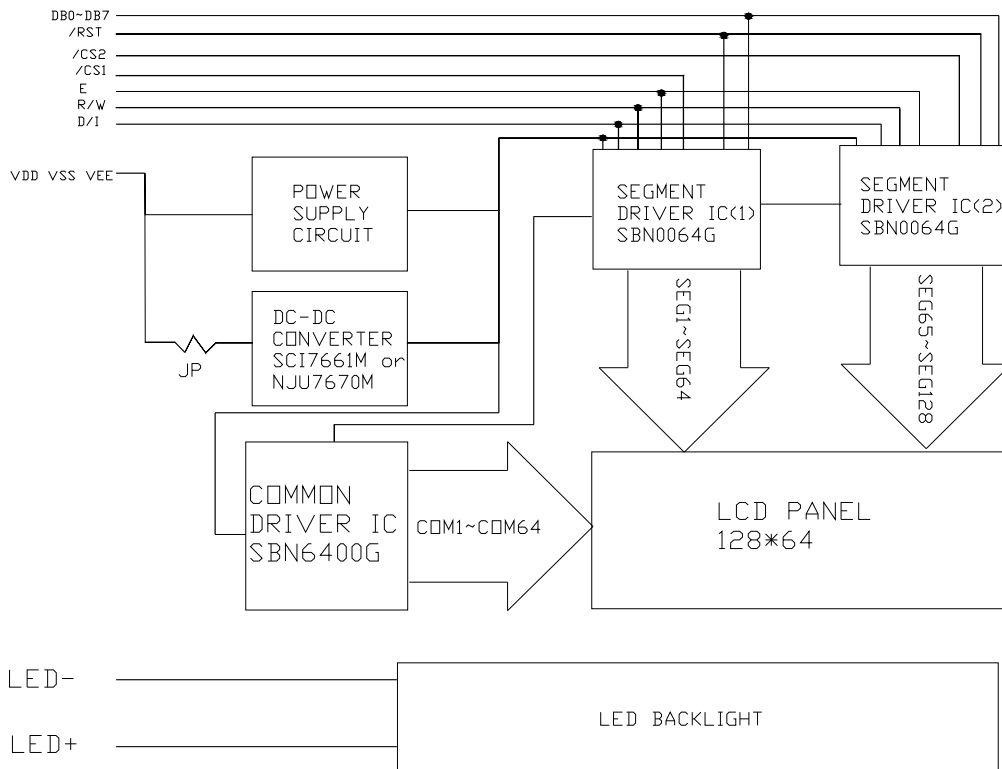 DB0~DB7
/RST
/CS2
/CS1
E
R/W
D/I
VDD VSS VEE
POWER
SUPPLY
CIRCUIT
SEGMENT
DRIVER IC(1)
SBN0064G
SEGMENT
DRIVER IC(2)
SBN0064G
DC-DC
CONVERTER
SCI7661M or
NJU7670M
JP
SEG1~SEG64
SEG65~SEG128
COMMON
DRIVER IC
SBN6400G
COM1~COM64
LCD PANEL
128*64
LED-
LED+
LED BACKLIGHT